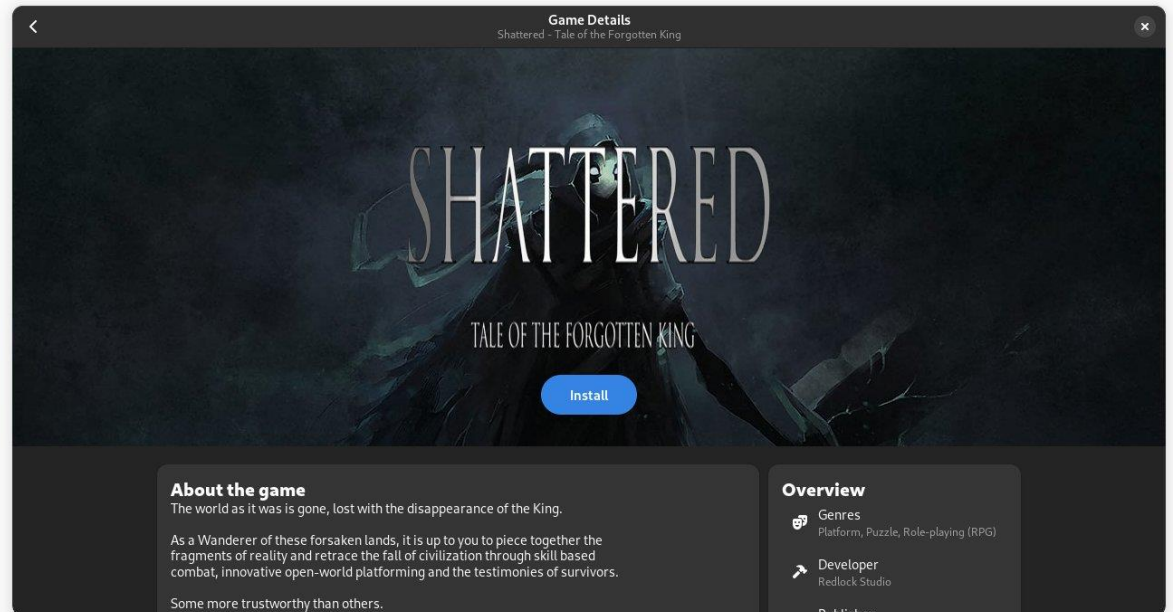 Game Details
Shattered - Tale of the Forgotten King
SHATTERED
TALE OF THE FORGOTTEN KING
Install
About the game
The world as it was is gone, lost with the disappearance of the King.
As a Wanderer of these forsaken lands, it is up to you to piece together the
fragments of reality and retrace the fall of civilization through skill based
combat, innovative open-world platforming and the testimonies of survivors.
Some more trustworthy than others.
Overview
Genres
Platform, Puzzle, Role-playing (RPG)
Developer
Redlock Studio